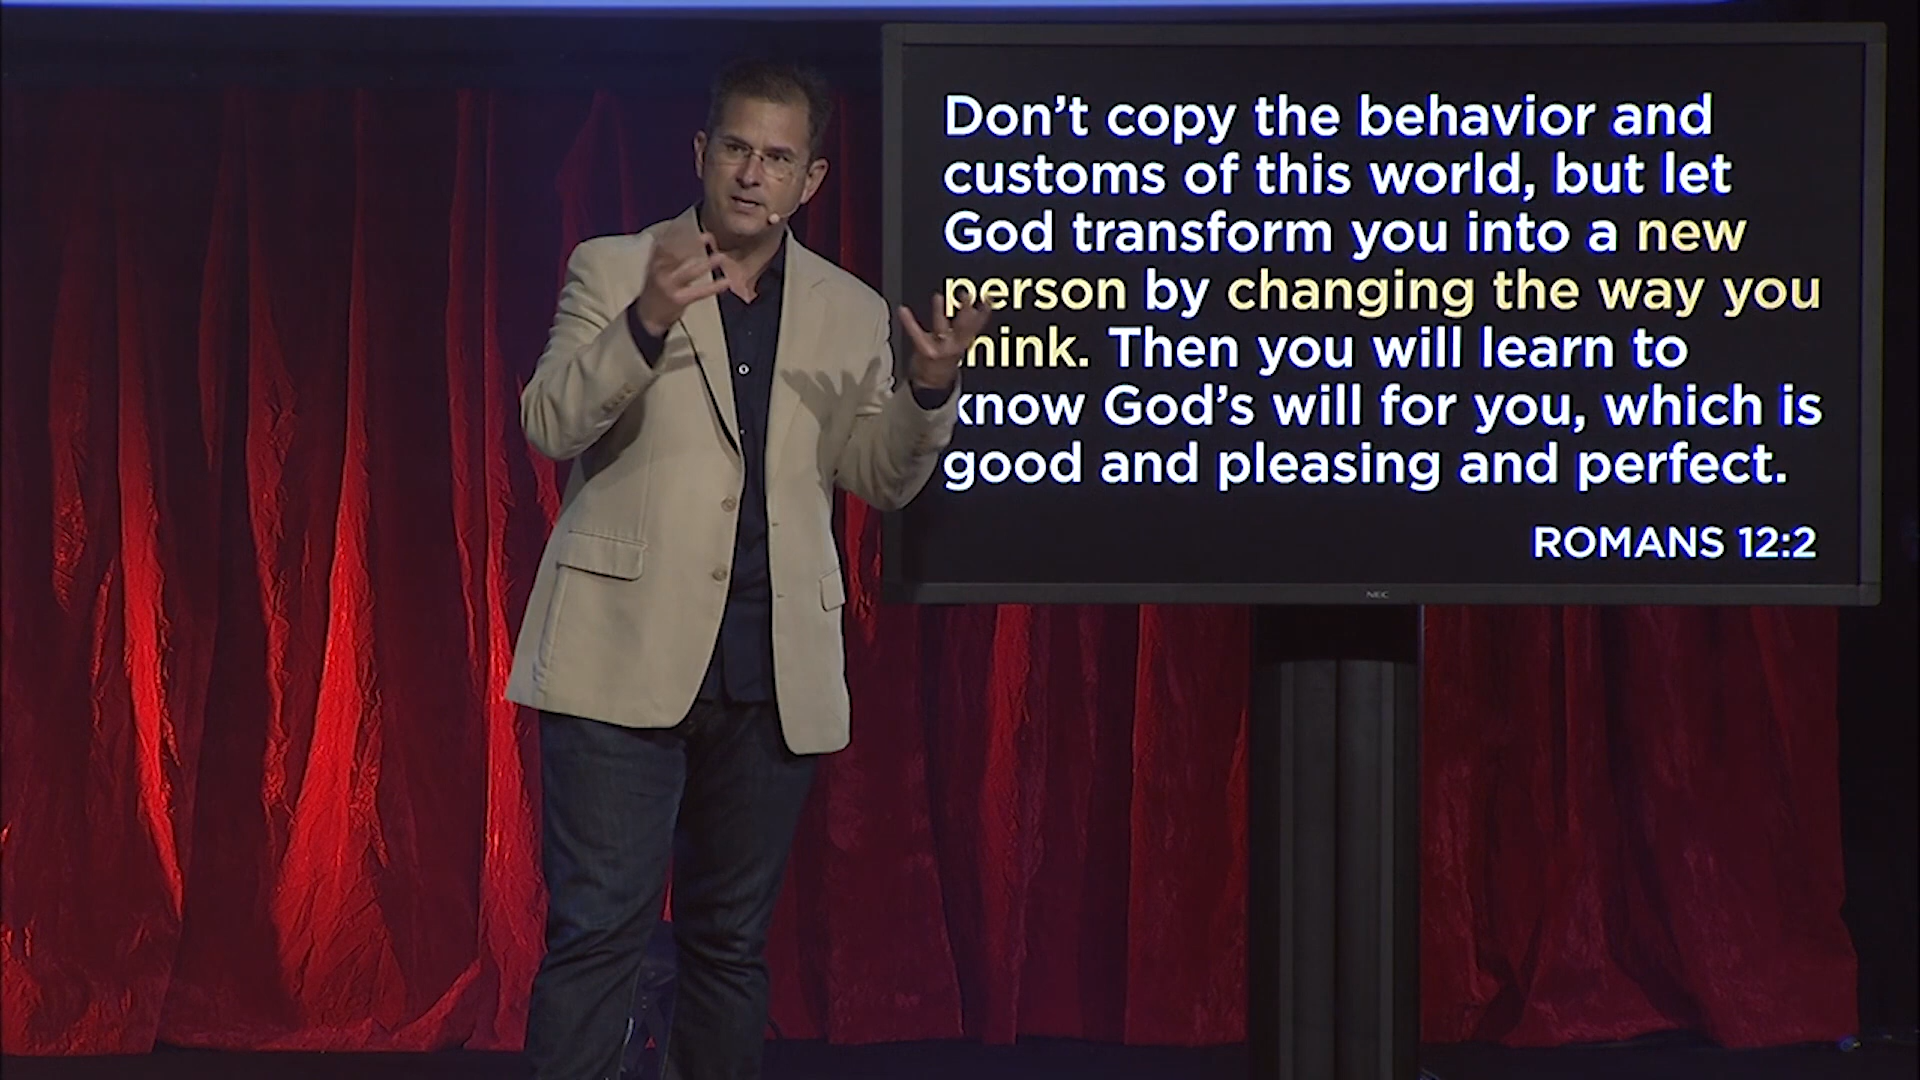 Don't copy the behavior and
customs of this world, but let
God transform you into a new
person by changing the way you
think. Then you will learn to
know God's will for you, which is
good and pleasing and perfect.
ROMANS 12:2
NEC